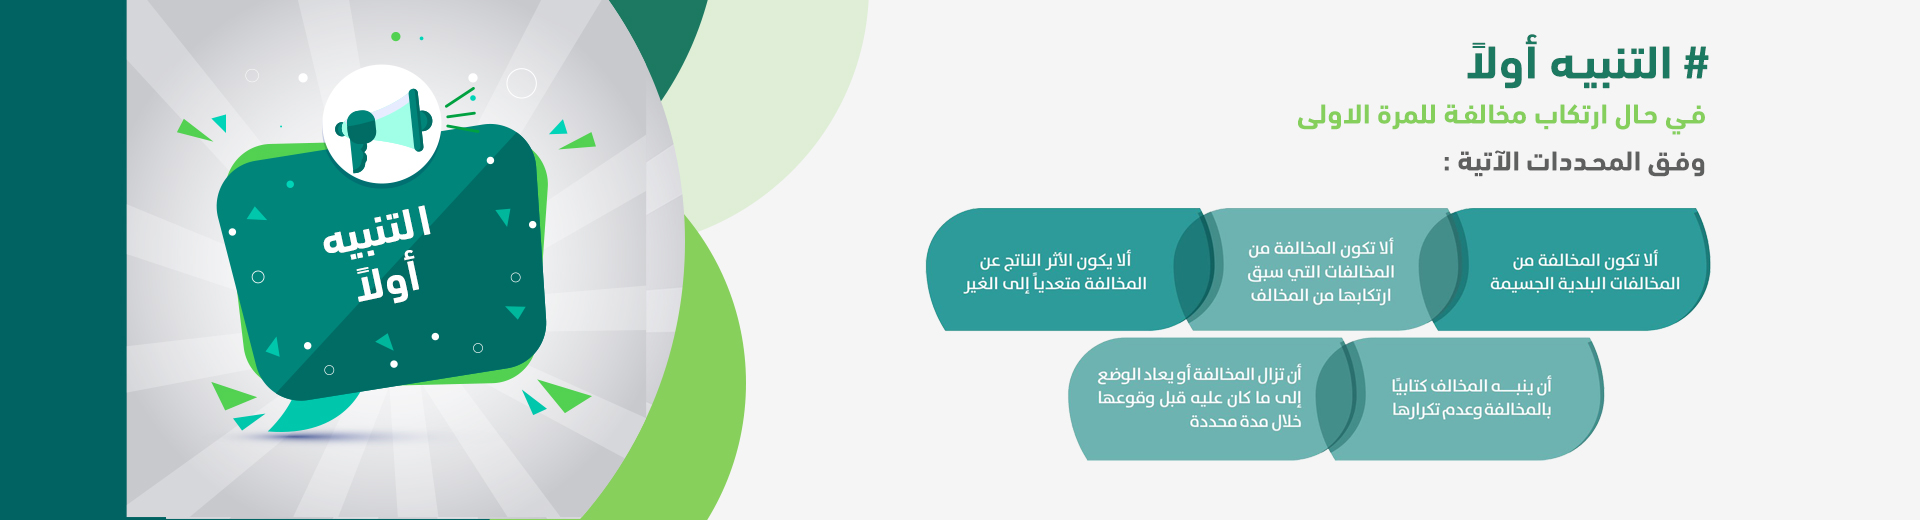 # التنبيـه أولاً
في حال ارتكاب مخالفة للمرة الاولى
وفـق المحـددات الآتية :
ألا تكون المخالفة من
المخالفات البلدية الجسيمة
ألا تكون المخالفة من
المخالفات التي سبق
ارتكابها من المخالف
ألا يكون الأثر الناتج عن
المخالفة متعدياً إلى الغير
أن ينبـــه المخالف كتابيًا
بالمخالفة وعدم تكرارها
أن تزال المخالفة أو يعاد الوضع
إلى ما كان عليه قبل وقوعها
خلال مدة محددة
التنبيه
أولاً